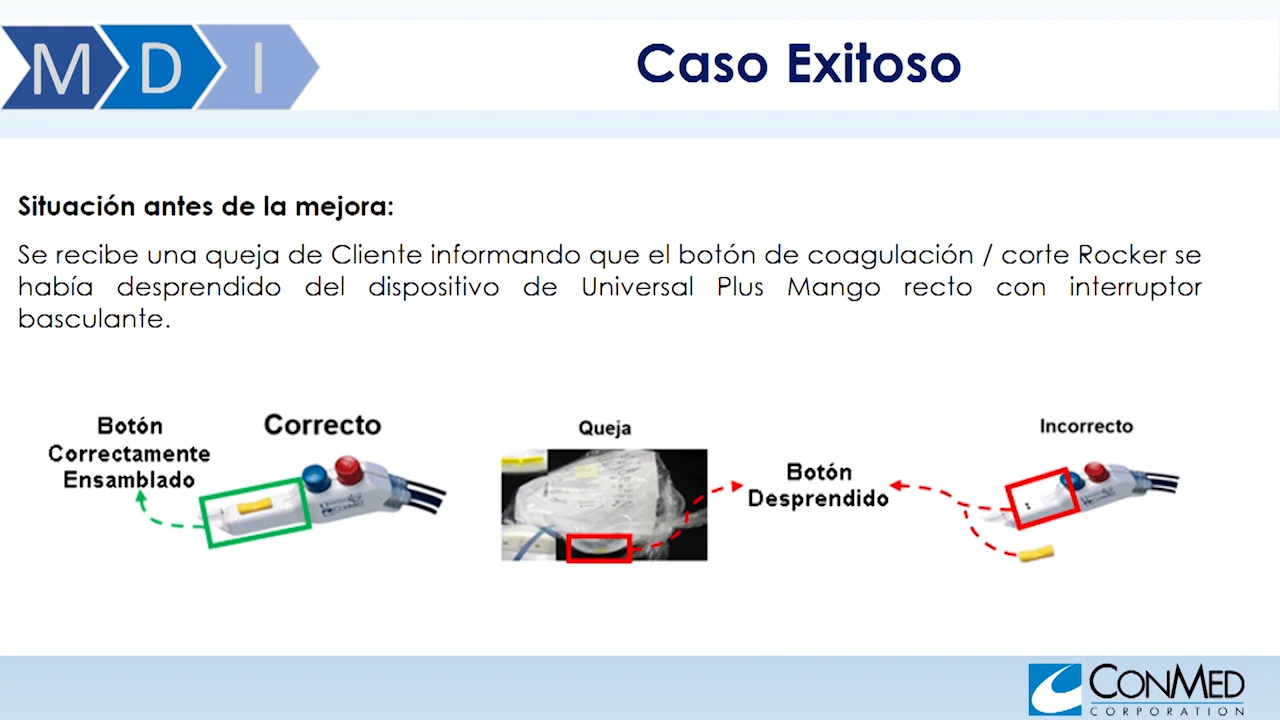 M D I
Caso Exitoso
Situación antes de la mejora:
Se recibe una queja de Cliente informando que el botón de coagulación / corte Rocker se
había desprendido del dispositivo de Universal Plus Mango recto con interruptor
basculante.
Botón
Correctamente
Ensamblado
Correcto
Queja
Botón
Desprendido
Incorrecto
CONMED
CORPORATION